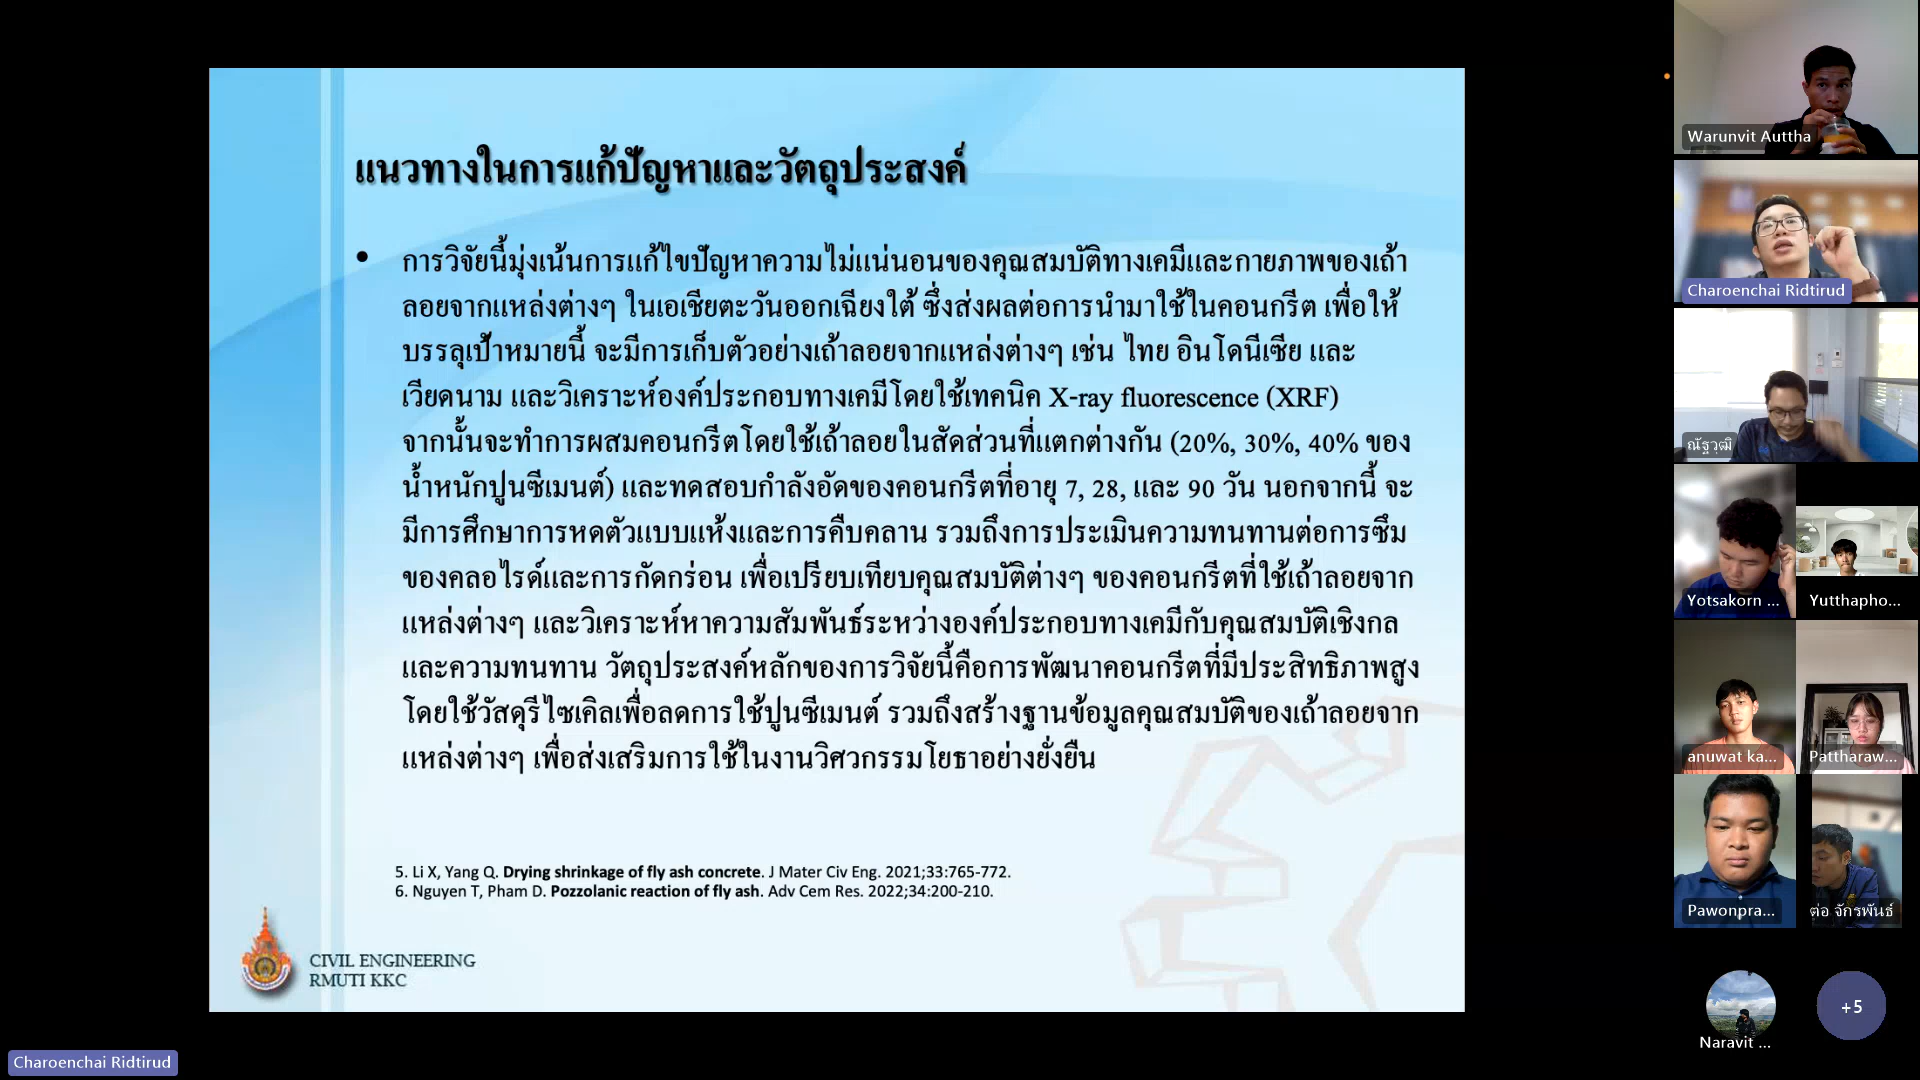 แนวทางในการแก้ปัญหาและวัตถุประสงค์
• การวิจัยนี้มุ่งเน้นการแก้ไขปัญหาความไม่แน่นอนของคุณสมบัติทางเคมีและกายภาพของเถ้า
ลอยจากแหล่งต่างๆ ในเอเชียตะวันออกเฉียงใต้ ซึ่งส่งผลต่อการนำมาใช้ในคอนกรีต เพื่อให้
บรรลุเป้าหมายนี้ จะมีการเก็บตัวอย่างเถ้าลอยจากแหล่งต่างๆ เช่น ไทย อินโดนีเซีย และ
เวียดนาม และวิเคราะห์องค์ประกอบทางเคมีโดยใช้เทคนิค X-ray fluorescence (XRF)
จากนั้นจะทำการผสมคอนกรีตโดยใช้เถ้าลอยในสัดส่วนที่แตกต่างกัน (20%, 30%, 40% ของ
น้ำหนักปูนซีเมนต์) และทดสอบกำลังอัดของคอนกรีตที่อายุ 7, 28, และ 90 วัน นอกจากนี้ จะ
มีการศึกษาการหดตัวแบบแห้งและการคืบคลาน รวมถึงการประเมินความทนทานต่อการซึม
ของคลอไรด์และการกัดกร่อน เพื่อเปรียบเทียบคุณสมบัติต่างๆ ของคอนกรีตที่ใช้เถ้าลอยจาก
แหล่งต่างๆ และวิเคราะห์หาความสัมพันธ์ระหว่างองค์ประกอบทางเคมีกับคุณสมบัติเชิงกล
และความทนทาน วัตถุประสงค์หลักของการวิจัยนี้คือการพัฒนาคอนกรีตที่มีประสิทธิภาพสูง
โดยใช้วัสดุรีไซเคิลเพื่อลดการใช้ปูนซีเมนต์ รวมถึงสร้างฐานข้อมูลคุณสมบัติของเถ้าลอยจาก
แหล่งต่างๆ เพื่อส่งเสริมการใช้ในงานวิศวกรรมโยธาอย่างยั่งยืน
5. Li X, Yang Q. Drying shrinkage of fly ash concrete. J Mater Civ Eng. 2021;33:765-772.
6. Nguyen T, Pham D. Pozzolanic reaction of fly ash. Adv Cem Res. 2022;34:200-210.
CIVIL ENGINEERING
RMUTI KKC
Charoenchai Ridtirud
Warunvit Auttha
Charoenchai Ridtirud
ณัฐวุฒิ
Yotsakorn ...
Yutthapho...
anuwat ka...
Pattharaw...
Pawonpra...
ต่อ จักรพันธ์
Naravit ...
+5